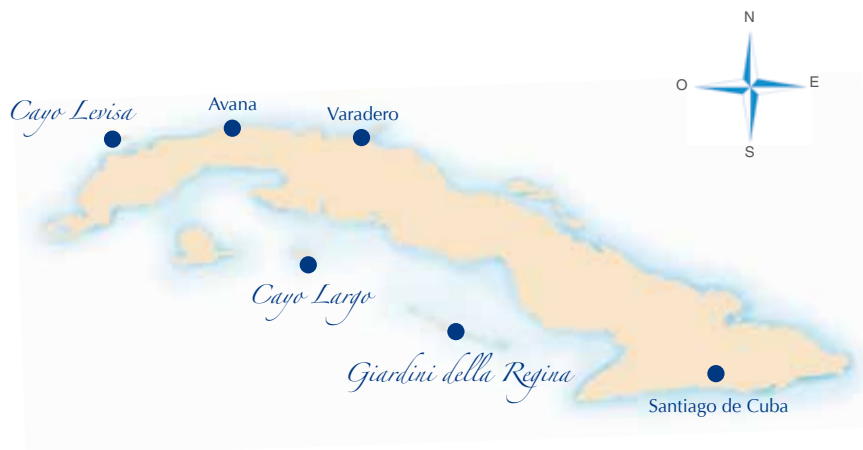 N
O
E
S
Cayo Levisa
Avana
Varadero
Cayo Largo
Giardini della Regina
Santiago de Cuba